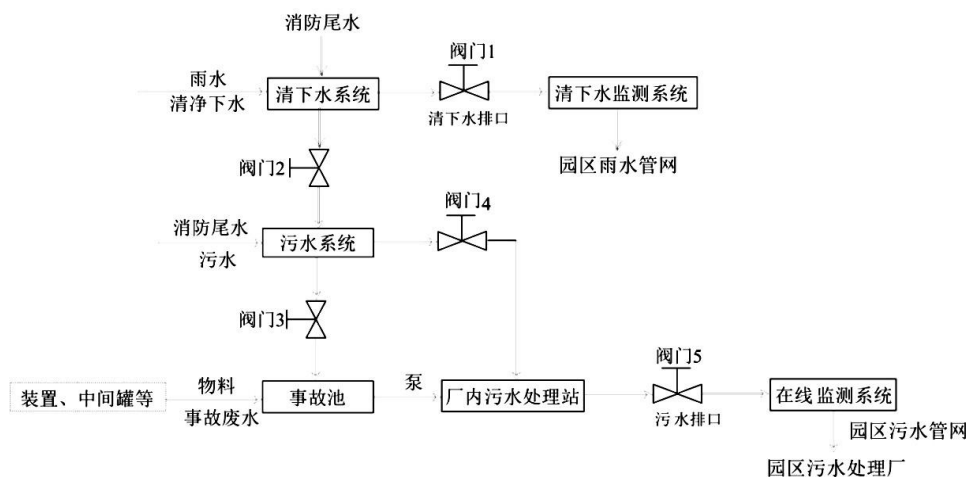 消防尾水
阀门1
雨水
清净下水
清下水系统
清下水排口
清下水监测系统
园区雨水管网
阀门2
消防尾水
污水
污水系统
阀门4
阀门3
阀门5
装置、中间罐等
物料
事故废水
事故池
泵
厂内污水处理站
污水排口
在线监测系统
园区污水管网
园区污水处理厂